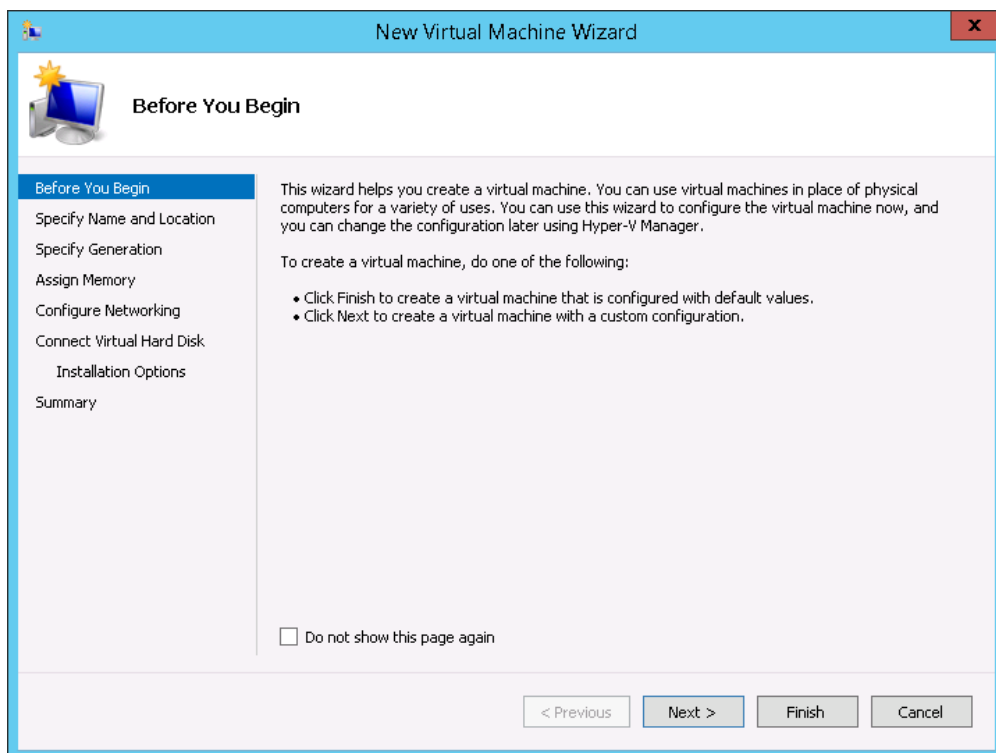 New Virtual Machine Wizard
x
Before You Begin
Before You Begin
Specify Name and Location
Specify Generation
Assign Memory
Configure Networking
Connect Virtual Hard Disk
Installation Options
Summary
This wizard helps you create a virtual machine. You can use virtual machines in place of physical
computers for a variety of uses. You can use this wizard to configure the virtual machine now, and
you can change the configuration later using Hyper-V Manager.
To create a virtual machine, do one of the following:
• Click Finish to create a virtual machine that is configured with default values.
• Click Next to create a virtual machine with a custom configuration.
Do not show this page again
< Previous
Next >
Finish
Cancel